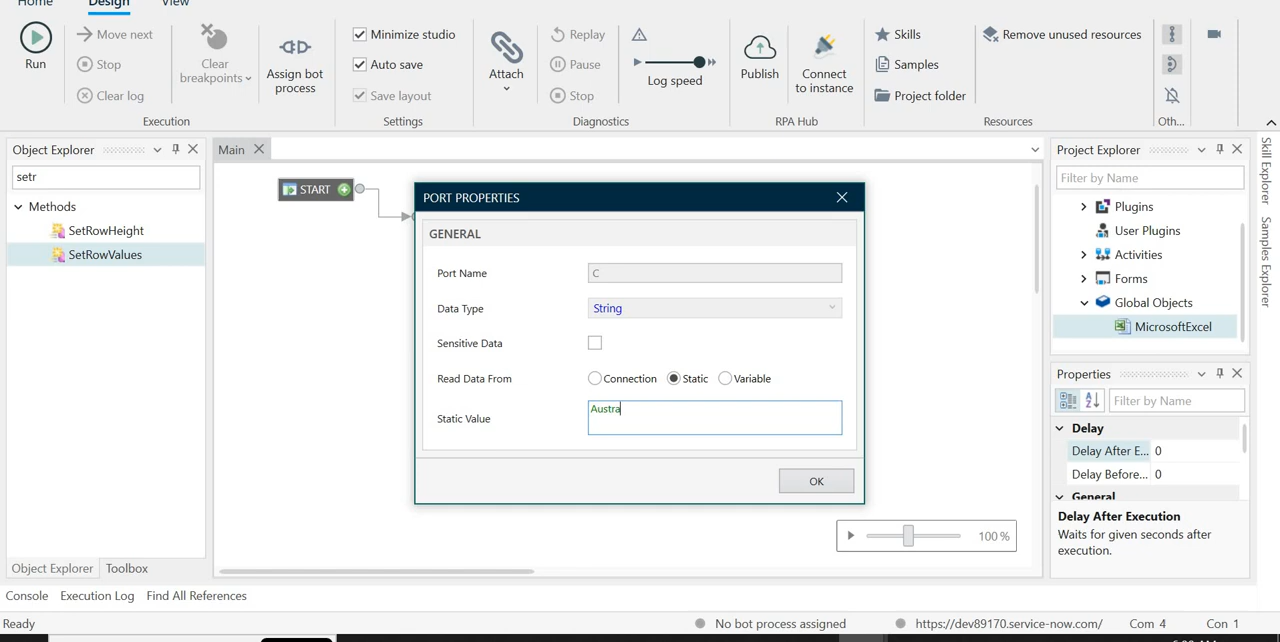 Home Design View
Run
Move next
Stop
Clear log
Clear breakpoints
Execution
Assign bot process
Minimize studio
Auto save
Save layout
Settings
Attach
Replay
Pause
Stop
Log speed
Diagnostics
Publish
Connect to instance
RPA Hub
Skills
Samples
Project folder
Remove unused resources
Resources
Oth...
Object Explorer
setr
Methods
SetRowHeight
SetRowValues
Object Explorer Toolbox
Main
START
PORT PROPERTIES
GENERAL
Port Name C
Data Type String
Sensitive Data
Read Data From Connection Static Variable
Static Value Austra
OK
100 %
Project Explorer
Filter by Name
Plugins
User Plugins
Activities
Forms
Global Objects
MicrosoftExcel
Properties
Filter by Name
Delay
Delay After E... 0
Delay Before... 0
General
Delay After Execution
Waits for given seconds after
execution.
Skill Explorer
Samples Explorer
Console Execution Log Find All References
Ready No bot process assigned https://dev89170.service-now.com/ Com 4 Con 1